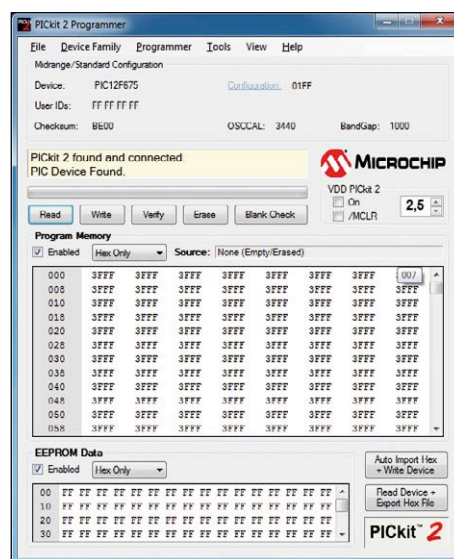 PICkit 2 Programmer
File Device Family Programmer Tools View Help
Midrange/Standard Configuration
Device: PIC12F675 Configuration: 01FF
User IDs: FF FF FF FF
Checksum: BE00 OSCCAL: 3440 BandGap: 1000
PICkit 2 found and connected.
PIC Device Found.
MICROCHIP
VDD PICkit 2
On
/MCLR
2,5
Read Write Verify Erase Blank Check
Program Memory
Enabled Hex Only Source: None (Empty/Erased)
000 3FFF 3FFF 3FFF 3FFF 3FFF 3FFF 3FFF 007
008 3FFF 3FFF 3FFF 3FFF 3FFF 3FFF 3FFF 3FFF
010 3FFF 3FFF 3FFF 3FFF 3FFF 3FFF 3FFF 3FFF
018 3FFF 3FFF 3FFF 3FFF 3FFF 3FFF 3FFF 3FFF
020 3FFF 3FFF 3FFF 3FFF 3FFF 3FFF 3FFF 3FFF
028 3FFF 3FFF 3FFF 3FFF 3FFF 3FFF 3FFF 3FFF
030 3FFF 3FFF 3FFF 3FFF 3FFF 3FFF 3FFF 3FFF
038 3FFF 3FFF 3FFF 3FFF 3FFF 3FFF 3FFF 3FFF
040 3FFF 3FFF 3FFF 3FFF 3FFF 3FFF 3FFF 3FFF
048 3FFF 3FFF 3FFF 3FFF 3FFF 3FFF 3FFF 3FFF
050 3FFF 3FFF 3FFF 3FFF 3FFF 3FFF 3FFF 3FFF
058 3FFF 3FFF 3FFF 3FFF 3FFF 3FFF 3FFF 3FFF
EEPROM Data
Enabled Hex Only
00 FF FF FF FF FF FF FF FF FF FF FF FF FF FF FF FF
10 FF FF FF FF FF FF FF FF FF FF FF FF FF FF FF FF
20 FF FF FF FF FF FF FF FF FF FF FF FF FF FF FF FF
30 FF FF FF FF FF FF FF FF FF FF FF FF FF FF FF FF
Auto Import Hex
+ Write Device
Read Device +
Export Hex File
PICkit™ 2